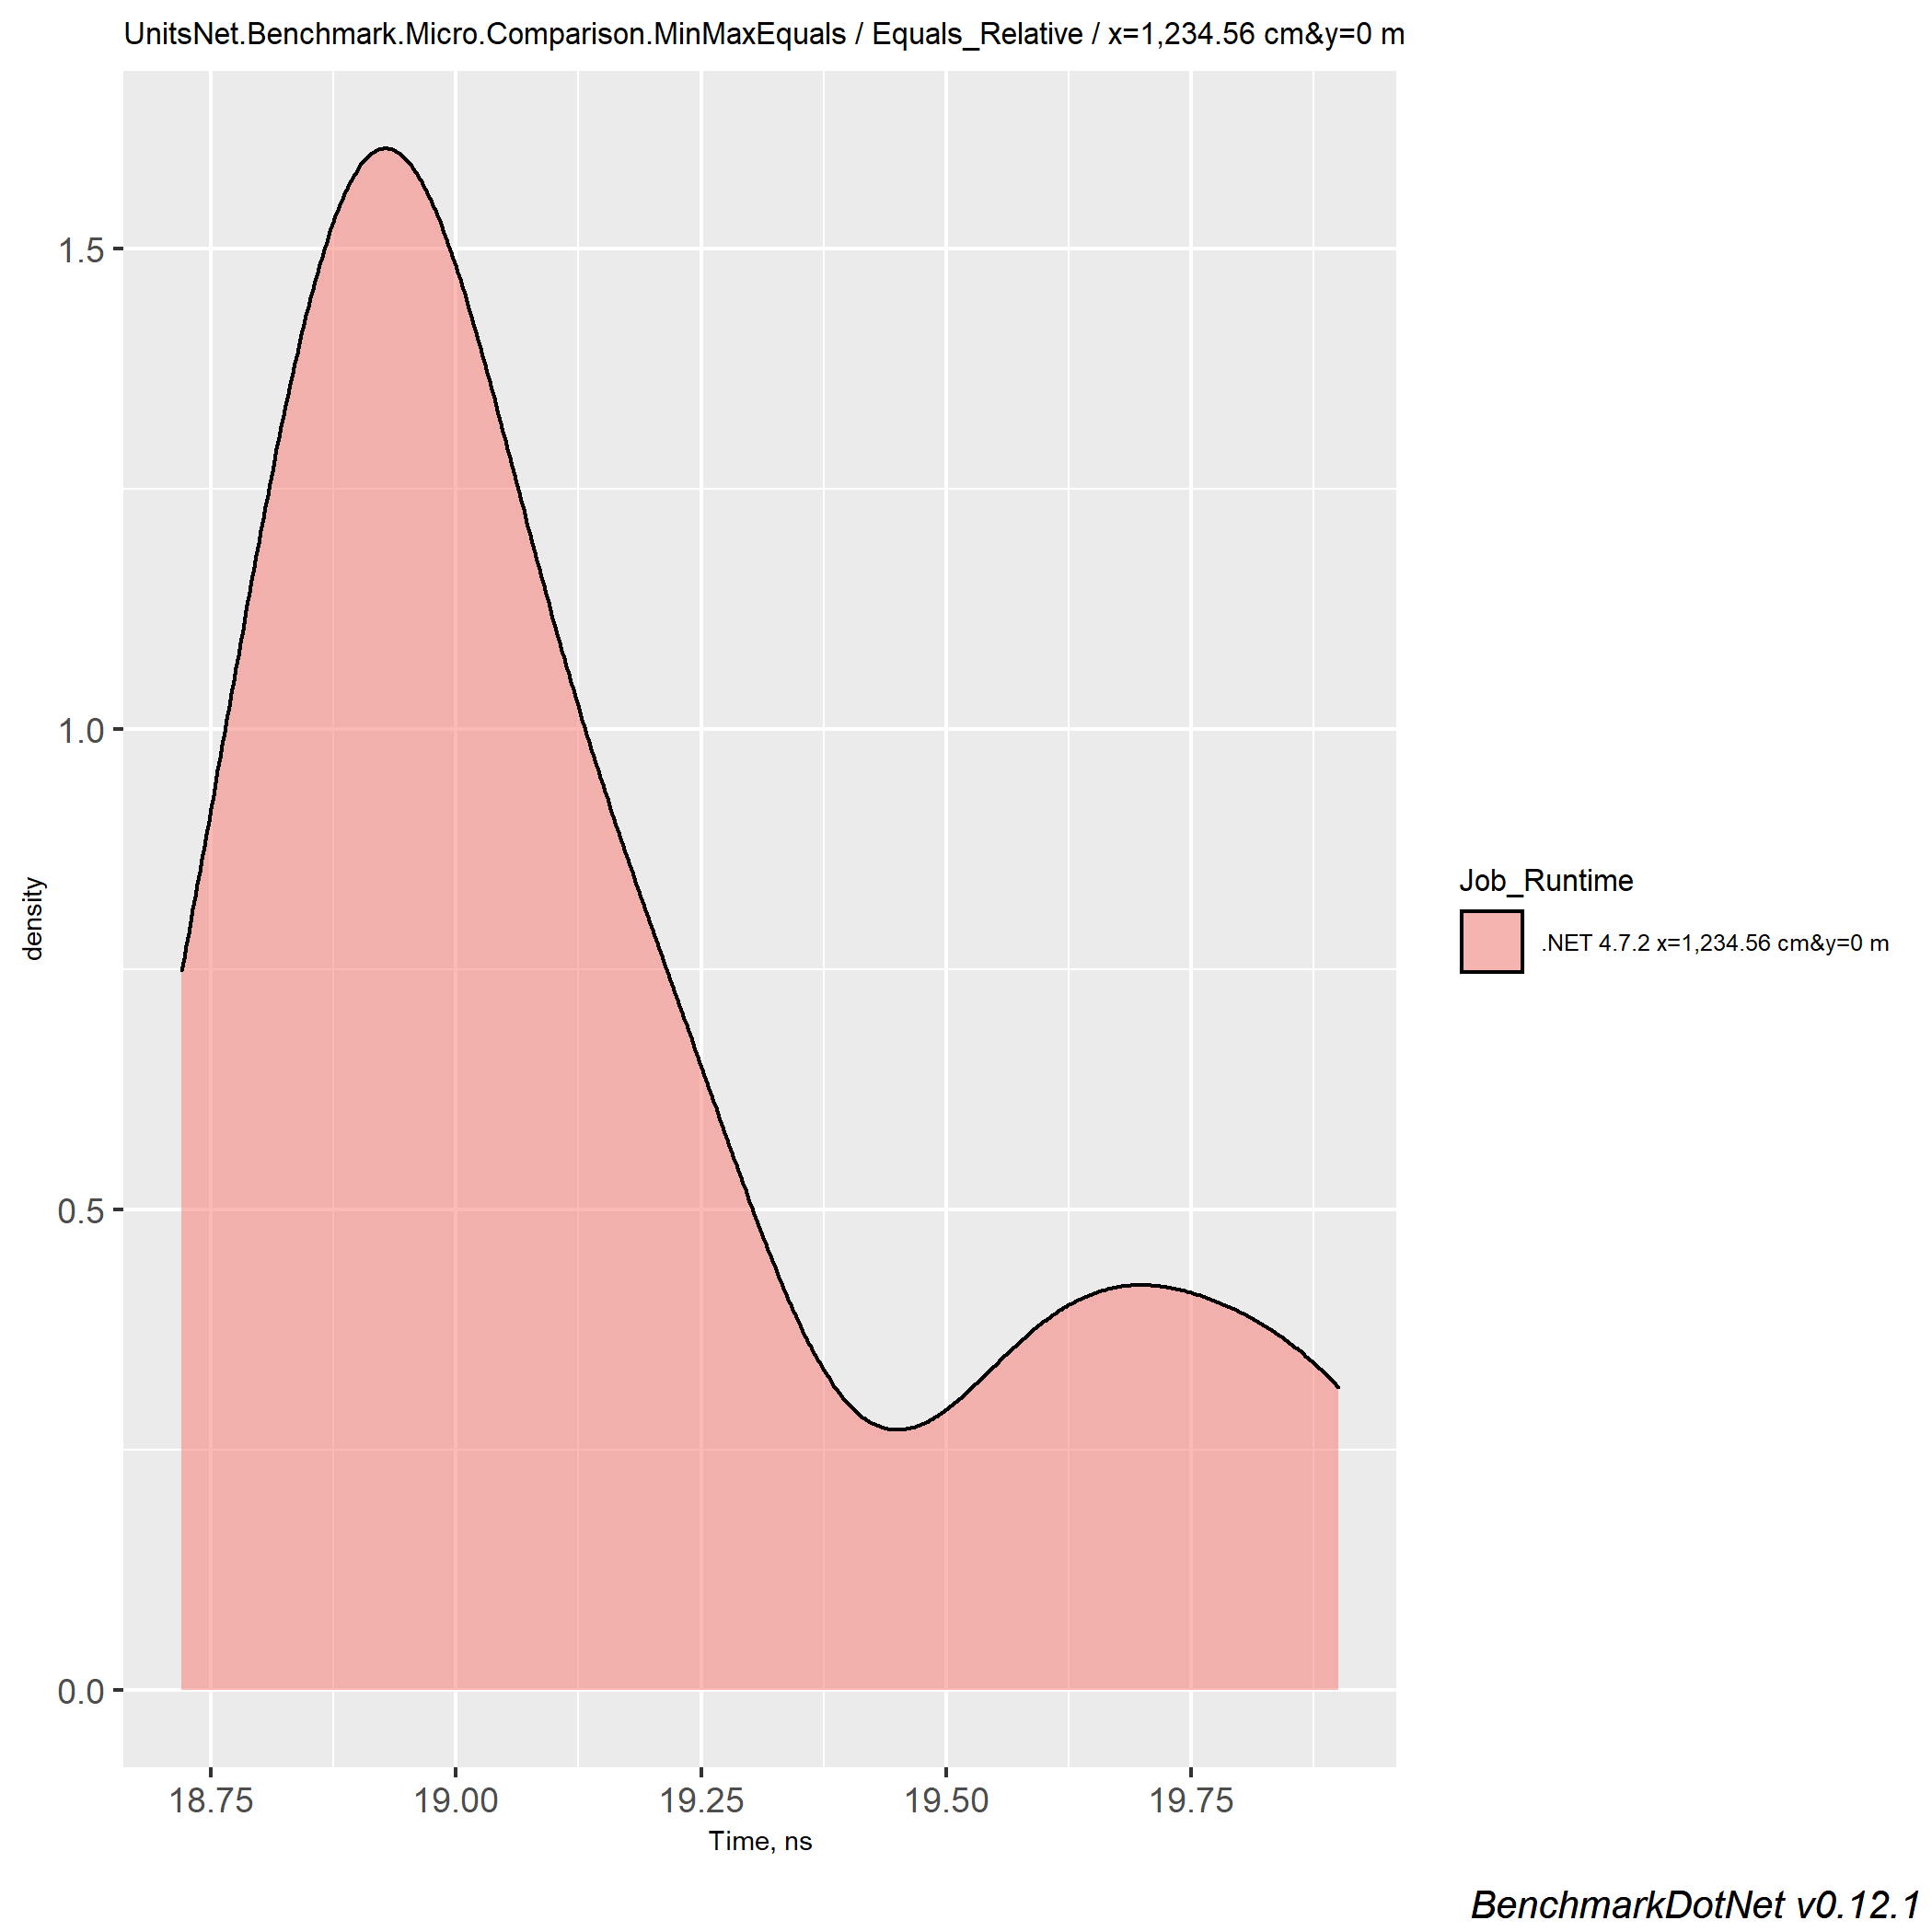 UnitsNet.Benchmark.Micro.Comparison.MinMaxEquals / Equals_Relative / x=1,234.56 cm&y=0 m
density
1.5
1.0
0.5
0.0
18.75 19.00 19.25 19.50 19.75
Time, ns
Job_Runtime
.NET 4.7.2 x=1,234.56 cm&y=0 m
BenchmarkDotNet v0.12.1